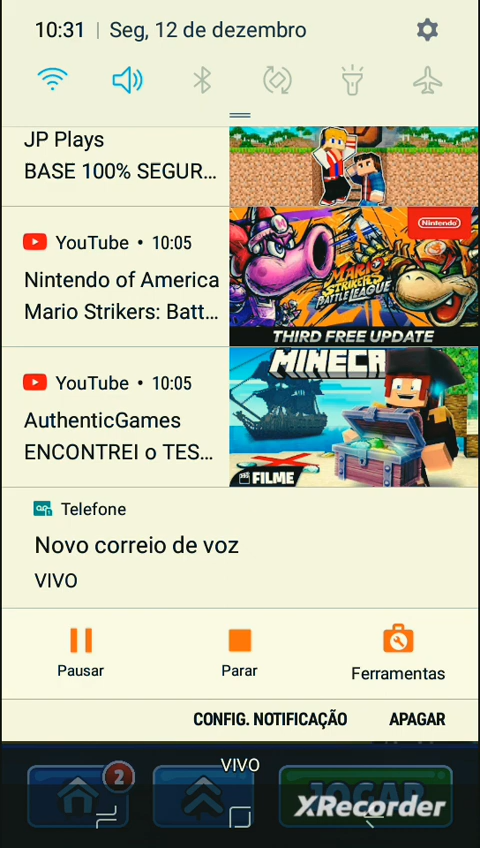 10:31 | Seg, 12 de dezembro
JP Plays
BASE 100% SEGUR...
YouTube • 10:05
Nintendo of America
Mario Strikers: Batt...
Nintendo
MARIO
STRIKERS
BATTLE LEAGUE
THIRD FREE UPDATE
YouTube • 10:05
AuthenticGames
ENCONTREI o TES...
MINECR
FILME
Telefone
Novo correio de voz
VIVO
Pausar
Parar
Ferramentas
CONFIG. NOTIFICAÇÃO
APAGAR
VIVO
2
JOGAR
XRecorder